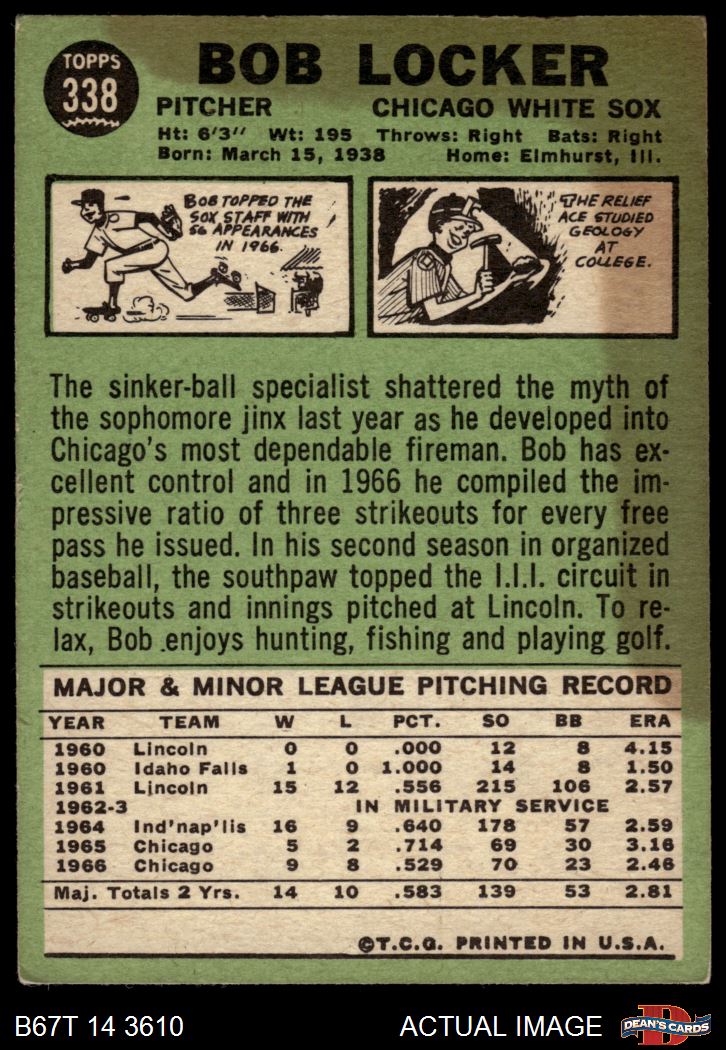 TOPPS
338
BOB LOCKER
PITCHER CHICAGO WHITE SOX
Ht: 6'3" Wt: 195 Throws: Right Bats: Right
Born: March 15, 1938 Home: Elmhurst, Ill.
BOB TOPPED THE
SOX STAFF WITH
56 APPEARANCES
IN 1966.
THE RELIEF
ACE STUDIED
GEOLOGY
AT
COLLEGE.
The sinker-ball specialist shattered the myth of
the sophomore jinx last year as he developed into
Chicago's most dependable fireman. Bob has ex-
cellent control and in 1966 he compiled the im-
pressive ratio of three strikeouts for every free
pass he issued. In his second season in organized
baseball, the southpaw topped the I.I.I. circuit in
strikeouts and innings pitched at Lincoln. To re-
lax, Bob enjoys hunting, fishing and playing golf.
MAJOR & MINOR LEAGUE PITCHING RECORD
YEAR TEAM W L PCT. SO BB ERA
1960 Lincoln 0 0 .000 12 8 4.15
1960 Idaho Falls 1 0 1.000 14 8 1.50
1961 Lincoln 15 12 .556 215 106 2.57
1962-3 IN MILITARY SERVICE
1964 Ind'nap'lis 16 9 .640 178 57 2.59
1965 Chicago 5 2 .714 69 30 3.16
1966 Chicago 9 8 .529 70 23 2.46
Maj. Totals 2 Yrs. 14 10 .583 139 53 2.81
©T.C.G. PRINTED IN U.S.A.
B67T 14 3610 ACTUAL IMAGE
D
DEAN'S CARDS